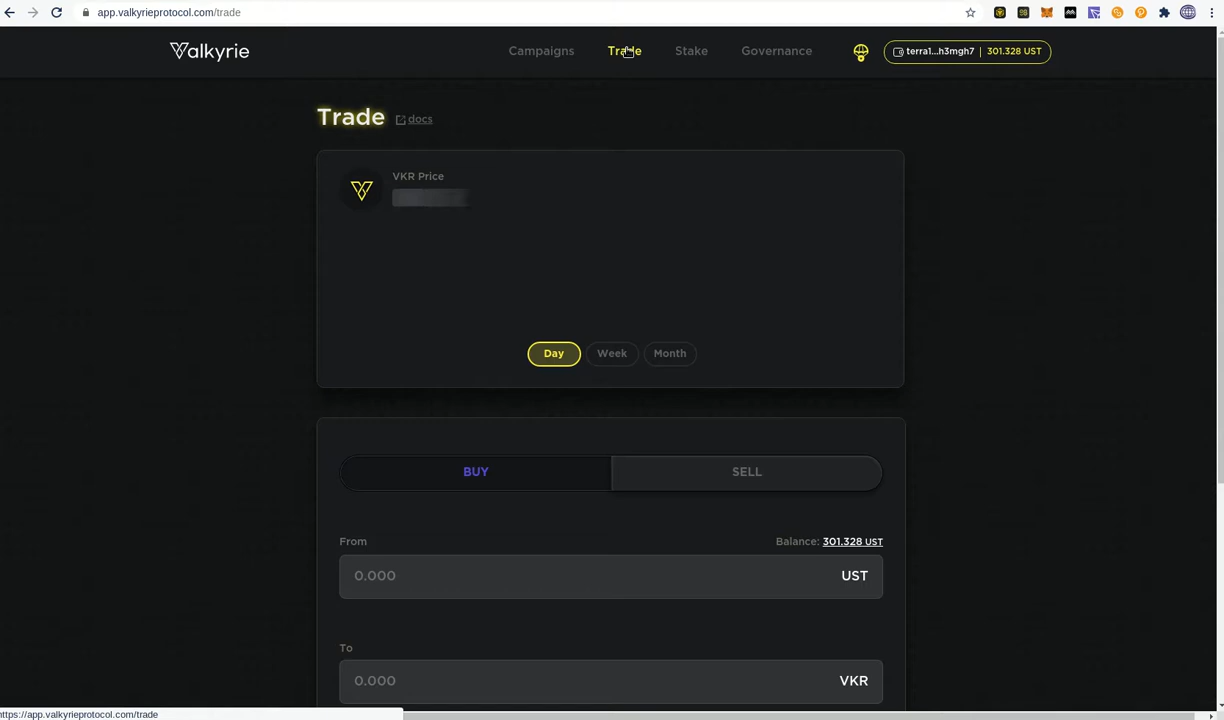 app.valkyrieprotocol.com/trade
Valkyrie
Campaigns
Trade
Stake
Governance
terra1...h3mgh7 | 301.328 UST
Trade
docs
VKR Price
Day
Week
Month
BUY
SELL
From
Balance: 301.328 UST
0.000
UST
To
0.000
VKR
https://app.valkyrieprotocol.com/trade